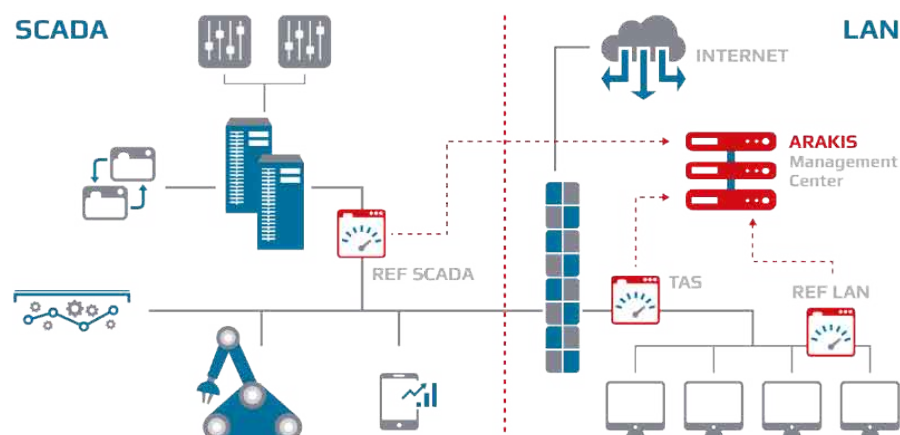 SCADA
LAN
INTERNET
ARAKIS
Management
Center
REF SCADA
TAS
REF LAN